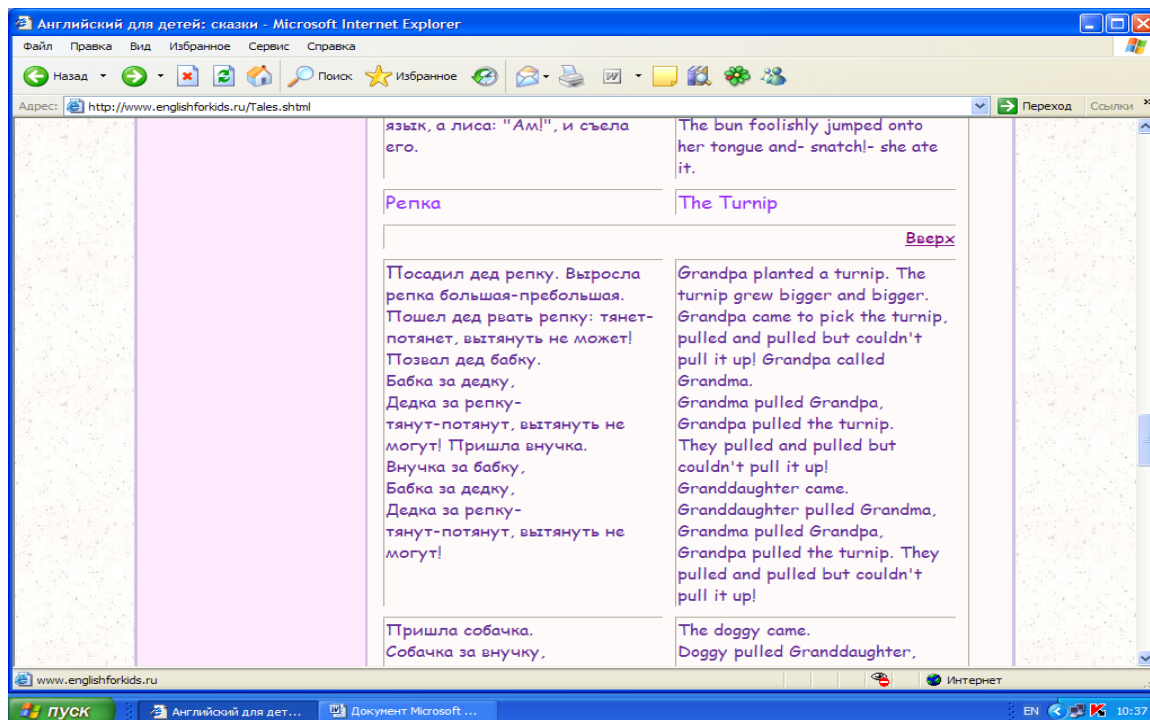 Английский для детей: сказки - Microsoft Internet Explorer
Файл Правка Вид Избранное Сервис Справка
Назад Поиск Избранное
Адрес: http://www.englishforkids.ru/Tales.shtml Переход Ссылки »
язык, а лиса: "Ам!", и съела
его.
The bun foolishly jumped onto
her tongue and- snatch!- she ate
it.
Репка
The Turnip
Вверх
Посадил дед репку. Выросла
репка большая-пребольшая.
Пошел дед рвать репку: тянет-
потянет, вытянуть не может!
Позвал дед бабку.
Бабка за дедку,
Дедка за репку-
тянут-потянут, вытянуть не
могут! Пришла внучка.
Внучка за бабку,
Бабка за дедку,
Дедка за репку-
тянут-потянут, вытянуть не
могут!
Grandpa planted a turnip. The
turnip grew bigger and bigger.
Grandpa came to pick the turnip,
pulled and pulled but couldn't
pull it up! Grandpa called
Grandma.
Grandma pulled Grandpa,
Grandpa pulled the turnip.
They pulled and pulled but
couldn't pull it up!
Granddaughter came.
Granddaughter pulled Grandma,
Grandma pulled Grandpa,
Grandpa pulled the turnip. They
pulled and pulled but couldn't
pull it up!
Пришла собачка.
Собачка за внучку,
The doggy came.
Doggy pulled Granddaughter,
www.englishforkids.ru Интернет
пуск Английский для дет... Документ Microsoft ... EN 10:37